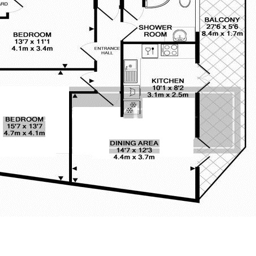 BALCONY
27'6 x 5'6
8.4m x 1.7m
SHOWER
ROOM
BEDROOM
13'7 x 11'1
4.1m x 3.4m
ENTRANCE
HALL
KITCHEN
10'1 x 8'2
3.1m x 2.5m
BEDROOM
15'7 x 13'7
4.7m x 4.1m
DINING AREA
14'7 x 12'3
4.4m x 3.7m